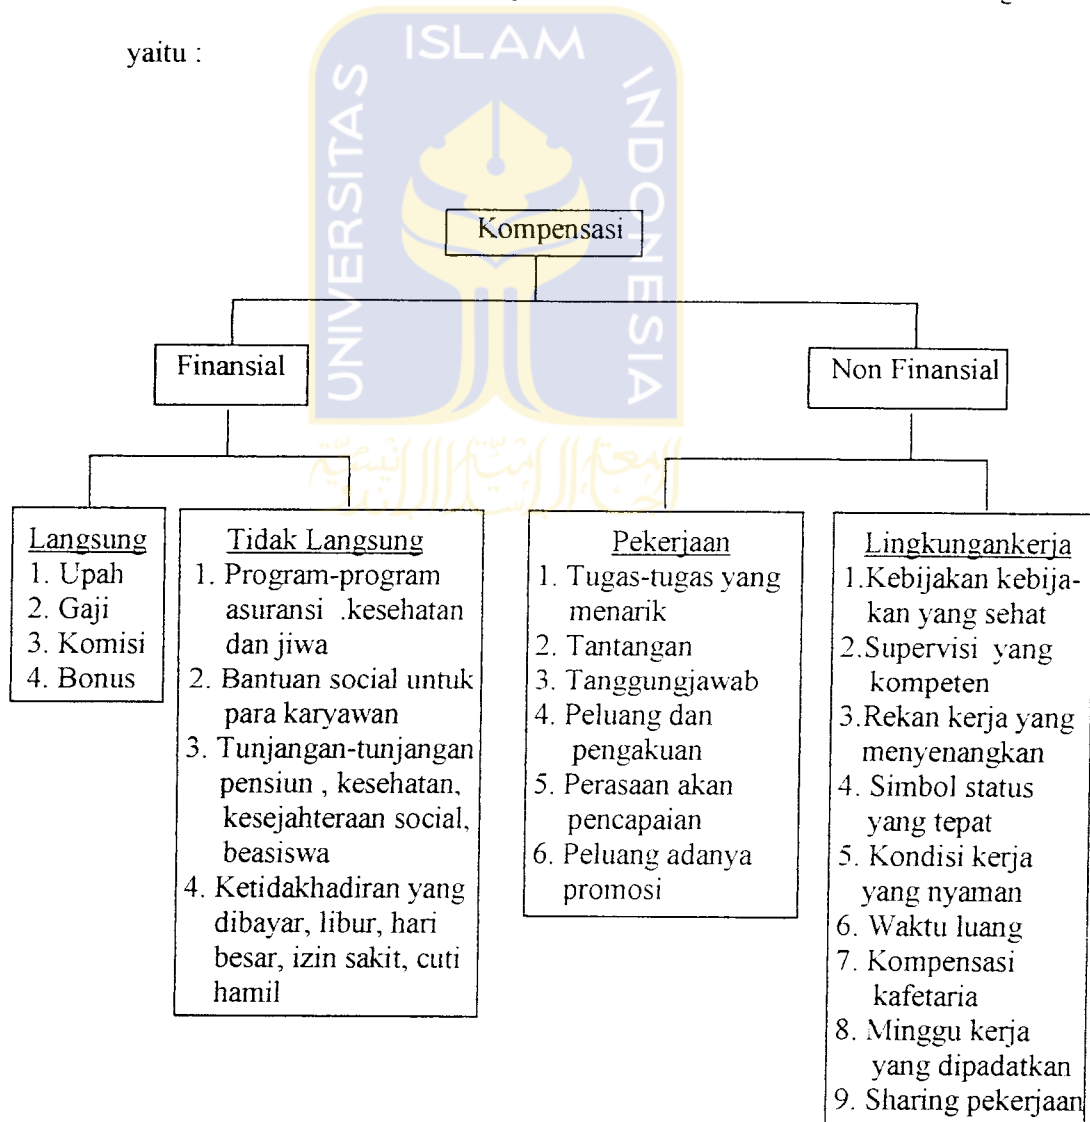 yaitu :
ISLAM
UNIVERSITAS
INDONESIA
Kompensasi
Finansial
Non Finansial
Langsung
1. Upah
2. Gaji
3. Komisi
4. Bonus
Tidak Langsung
1. Program-program
asuransi .kesehatan
dan jiwa
2. Bantuan social untuk
para karyawan
3. Tunjangan-tunjangan
pensiun , kesehatan,
kesejahteraan social,
beasiswa
4. Ketidakhadiran yang
dibayar, libur, hari
besar, izin sakit, cuti
hamil
Pekerjaan
1. Tugas-tugas yang
menarik
2. Tantangan
3. Tanggungjawab
4. Peluang dan
pengakuan
5. Perasaan akan
pencapaian
6. Peluang adanya
promosi
Lingkungankerja
1.Kebijakan kebija-
kan yang sehat
2.Supervisi yang
kompeten
3.Rekan kerja yang
menyenangkan
4. Simbol status
yang tepat
5. Kondisi kerja
yang nyaman
6. Waktu luang
7. Kompensasi
kafetaria
8. Minggu kerja
yang dipadatkan
9. Sharing pekerjaan